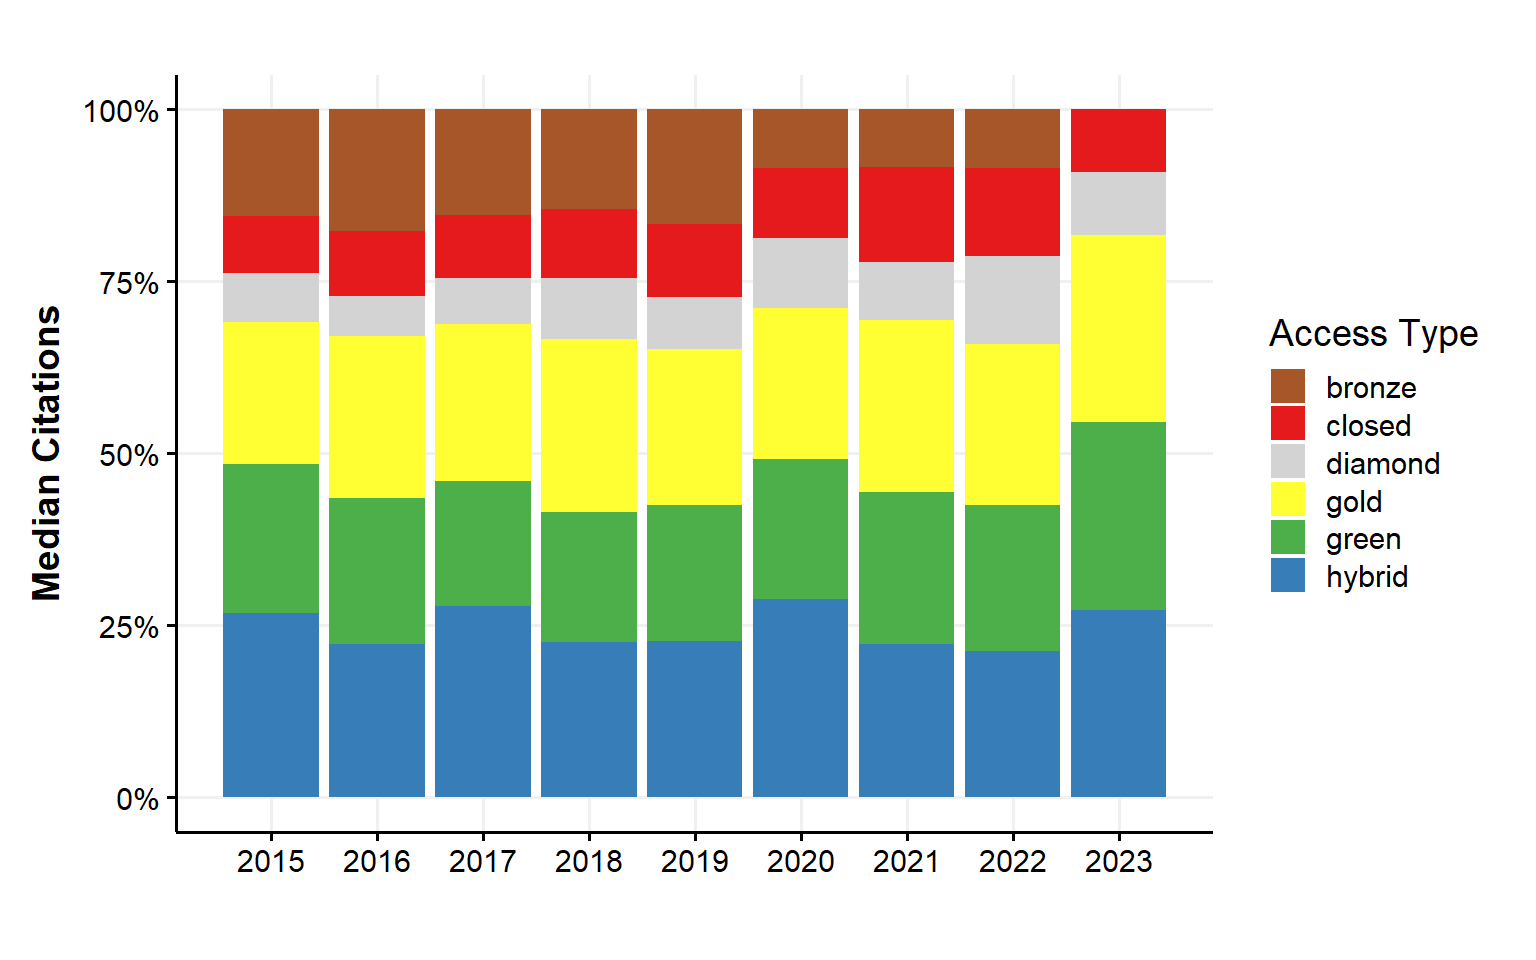 100%
75%
50%
25%
0%
Median Citations
2015 2016 2017 2018 2019 2020 2021 2022 2023
Access Type
bronze
closed
diamond
gold
green
hybrid